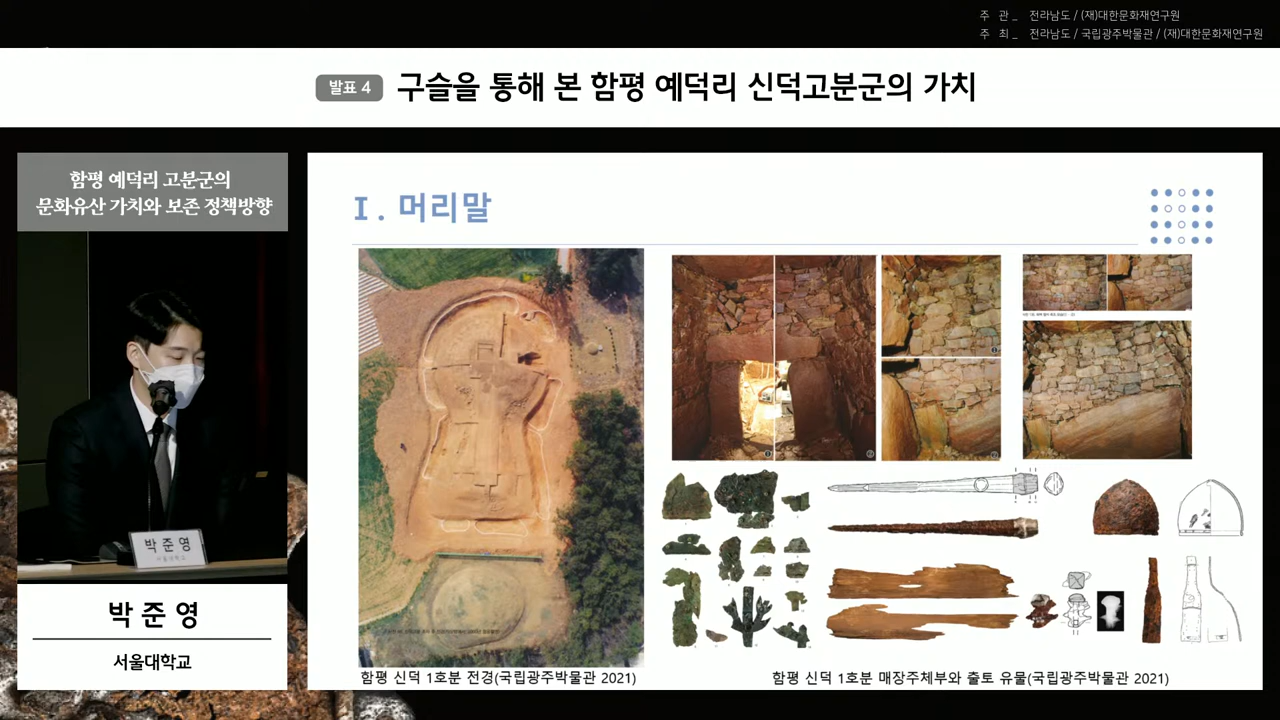 주 관 _ 전라남도 / (재)대한문화재연구원
주 최 _ 전라남도 / 국립광주박물관 / (재)대한문화재연구원
발표 4 구슬을 통해 본 함평 예덕리 신덕고분군의 가치
함평 예덕리 고분군의
문화유산 가치와 보존 정책방향
박 준 영
서울대학교
박 준 영
서울대학교
Ⅰ. 머리말
함평 신덕 1호분 전경(국립광주박물관 2021)
함평 신덕 1호분 매장주체부와 출토 유물(국립광주박물관 2021)